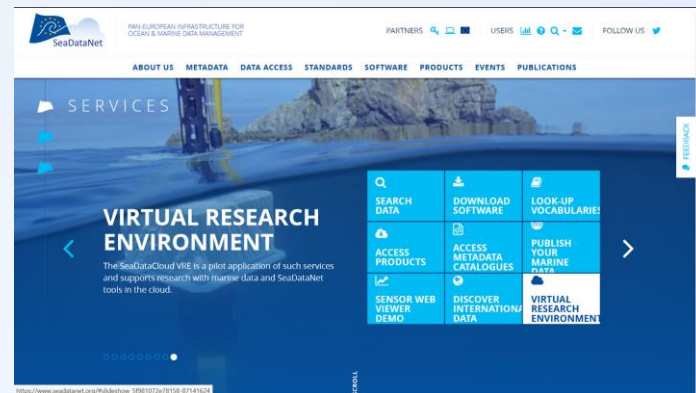 SeaDataNet
PAN-EUROPEAN INFRASTRUCTURE FOR
OCEAN & MARINE DATA MANAGEMENT
PARTNERS
USERS
FOLLOW US
ABOUT US METADATA DATA ACCESS STANDARDS SOFTWARE PRODUCTS EVENTS PUBLICATIONS
SERVICES
FEEDBACK
VIRTUAL RESEARCH
ENVIRONMENT
The SeaDataCloud VRE is a pilot application of such services
and supports research with marine data and SeaDataNet
tools in the cloud.
SEARCH
DATA
DOWNLOAD
SOFTWARE
LOOK-UP
VOCABULARIES
ACCESS
PRODUCTS
ACCESS
METADATA
CATALOGUES
PUBLISH
YOUR
MARINE
DATA
SENSOR WEB
VIEWER
DEMO
DISCOVER
INTERNATIONA
DATA
VIRTUAL
RESEARCH
ENVIRONMENT
SCROLL